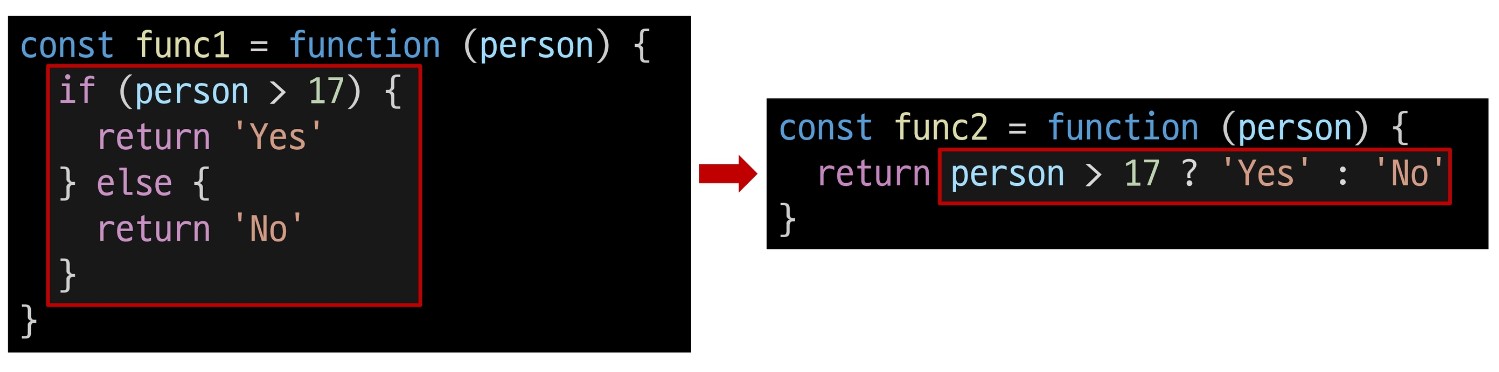 const func1 = function (person) {
  if (person > 17) {
    return 'Yes'
  } else {
    return 'No'
  }
}
const func2 = function (person) {
  return person > 17 ? 'Yes' : 'No'
}